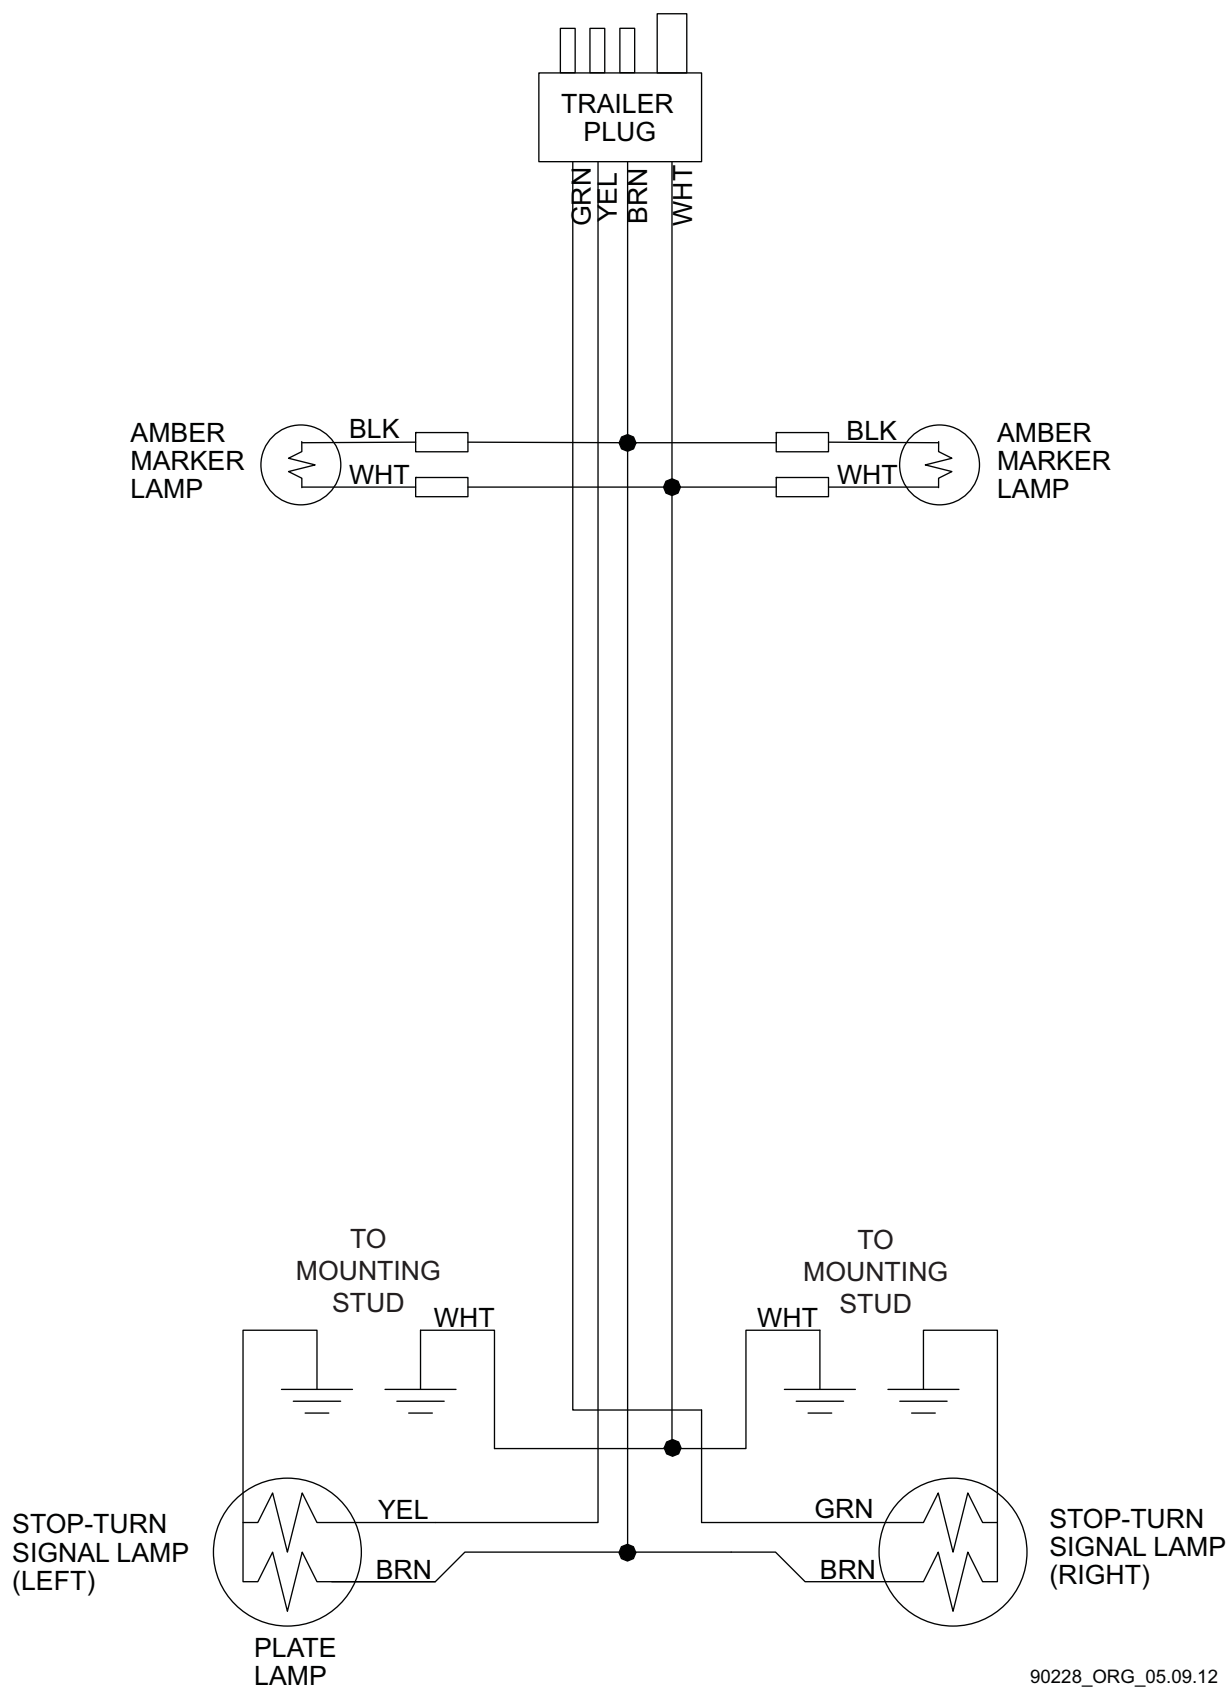 TRAILER
PLUG
GRN
YEL
BRN
WHT
AMBER
MARKER
LAMP
BLK
WHT
BLK
WHT
AMBER
MARKER
LAMP
TO
MOUNTING
STUD
WHT
TO
MOUNTING
STUD
WHT
STOP-TURN
SIGNAL LAMP
(LEFT)
YEL
BRN
GRN
BRN
STOP-TURN
SIGNAL LAMP
(RIGHT)
PLATE
LAMP
90228_ORG_05.09.12